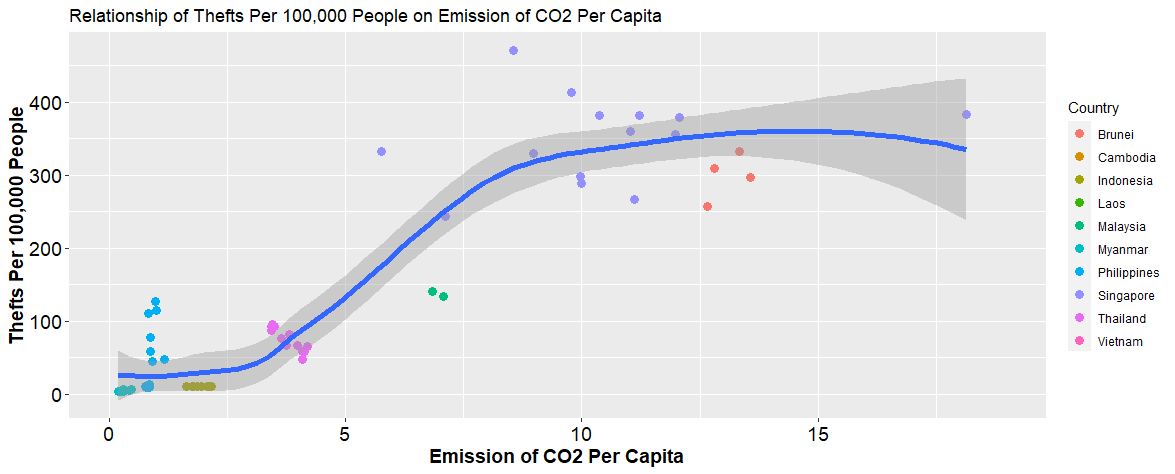 Relationship of Thefts Per 100,000 People on Emission of CO2 Per Capita
Thefts Per 100,000 People
400
300
200
100
0
0 5 10 15
Emission of CO2 Per Capita
Country
Brunei
Cambodia
Indonesia
Laos
Malaysia
Myanmar
Philippines
Singapore
Thailand
Vietnam